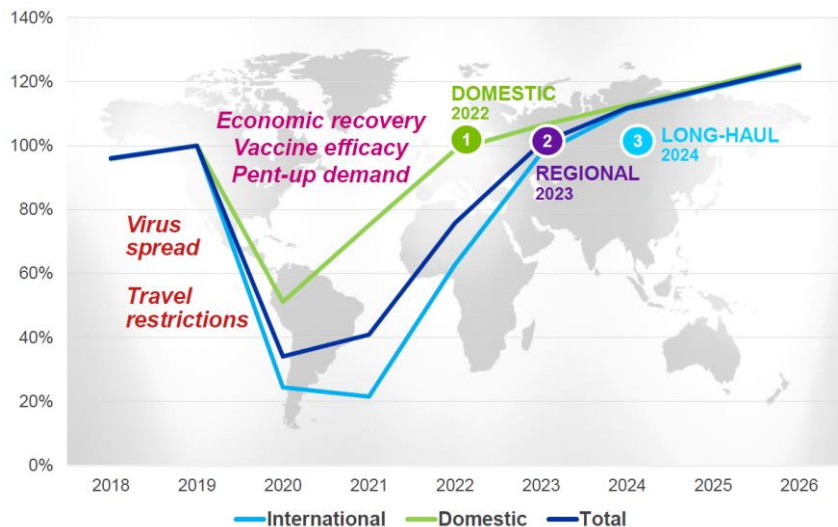 140%
120%
100%
80%
60%
40%
20%
0%
Economic recovery
Vaccine efficacy
Pent-up demand
Virus
spread
Travel
restrictions
DOMESTIC
2022
1
2
REGIONAL
2023
3
LONG-HAUL
2024
2018 2019 2020 2021 2022 2023 2024 2025 2026
International Domestic Total